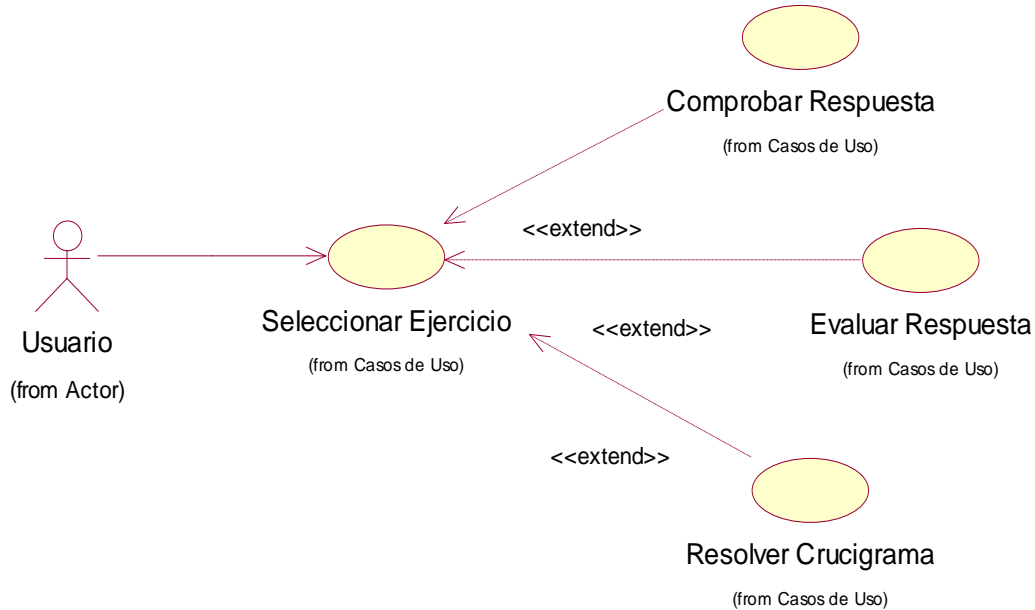 Comprobar Respuesta
(from Casos de Uso)
<<extend>>
Seleccionar Ejercicio
(from Casos de Uso)
Usuario
(from Actor)
<<extend>>
Evaluar Respuesta
(from Casos de Uso)
<<extend>>
Resolver Crucigrama
(from Casos de Uso)